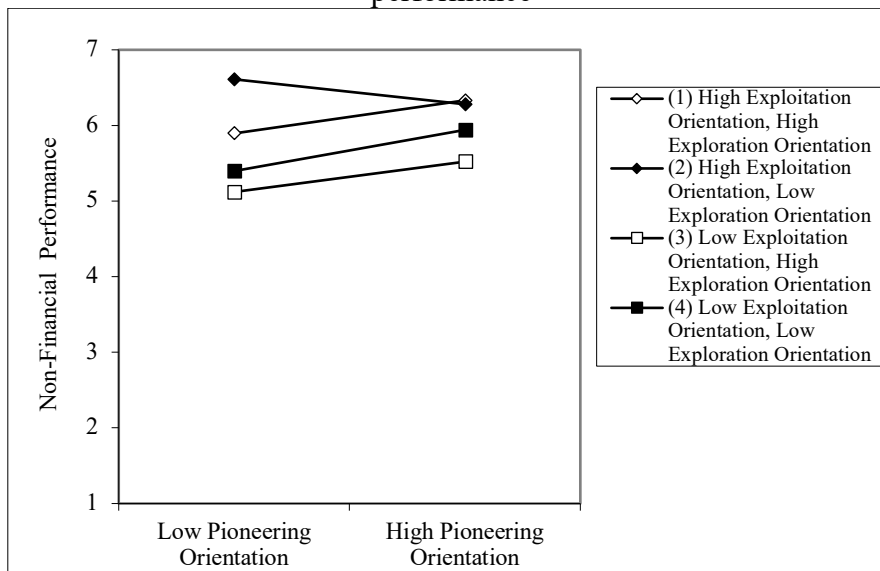 performance
7
6
5
4
3
2
1
Non-Financial Performance
Low Pioneering
Orientation
High Pioneering
Orientation
(1) High Exploitation
Orientation, High
Exploration Orientation
(2) High Exploitation
Orientation, Low
Exploration Orientation
(3) Low Exploitation
Orientation, High
Exploration Orientation
(4) Low Exploitation
Orientation, Low
Exploration Orientation